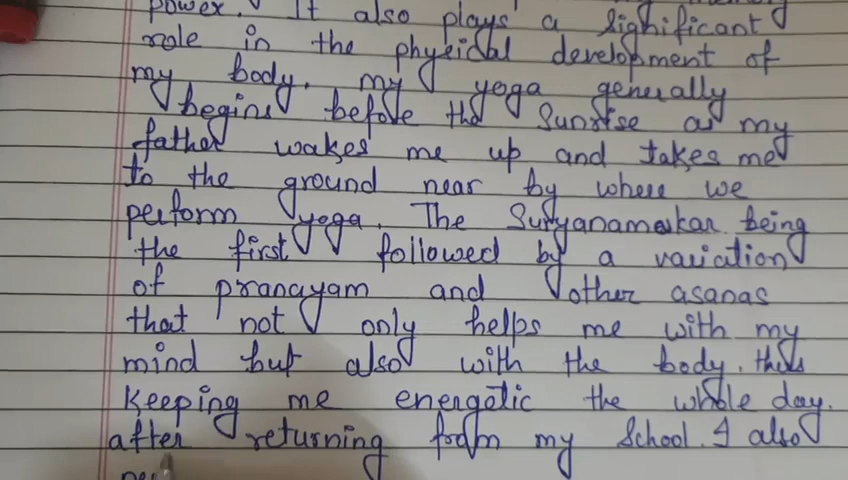 power. It also plays a significant
role in the physical development of
my body. my yoga generally
begins before the Sunrise as my
father wakes me up and takes me
to the ground near by where we
perform yoga. The Suryanamaskar being
the first followed by a variation
of pranayam and other asanas
that not only helps me with my
mind but also with the body. thus
keeping me energetic the whole day.
after returning from my School. I also